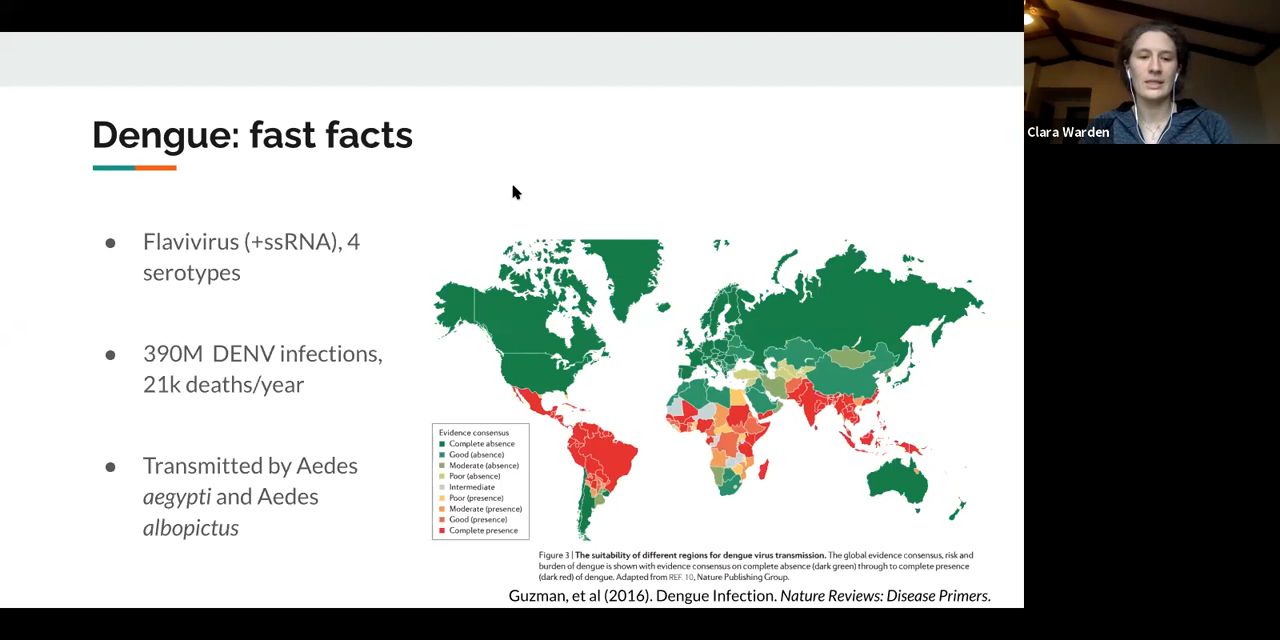 Dengue: fast facts
● Flavivirus (+ssRNA), 4
serotypes
● 390M DENV infections,
21k deaths/year
● Transmitted by Aedes
aegypti and Aedes
albopictus
Evidence consensus
Complete absence
Good (absence)
Moderate (absence)
Poor (absence)
Intermediate
Poor (presence)
Moderate (presence)
Good (presence)
Complete presence
Figure 3 | The suitability of different regions for dengue virus transmission. The global evidence consensus, risk and
burden of dengue is shown with evidence consensus on complete absence (dark green) through to complete presence
(dark red) of dengue. Adapted from REF. 10, Nature Publishing Group.
Guzman, et al (2016). Dengue Infection. Nature Reviews: Disease Primers.
Clara Warden